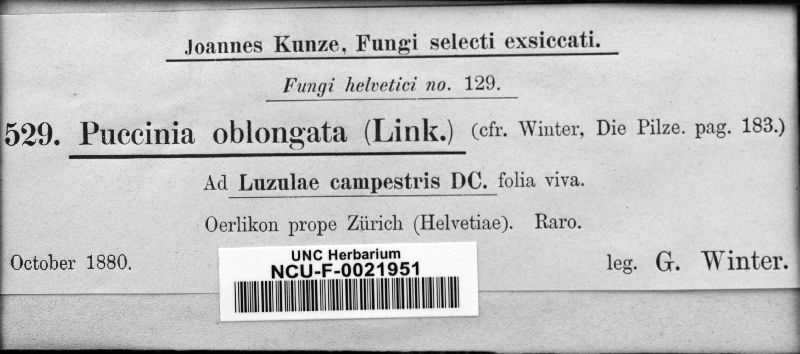 Joannes Kunze, Fungi selecti exsiccati.
Fungi helvetici no. 129.
529. Puccinia oblongata (Link.) (cfr. Winter, Die Pilze. pag. 183.)
Ad Luzulae campestris DC. folia viva.
Oerlikon prope Zürich (Helvetiae). Raro.
October 1880.
leg. G. Winter.
UNC Herbarium
NCU-F-0021951